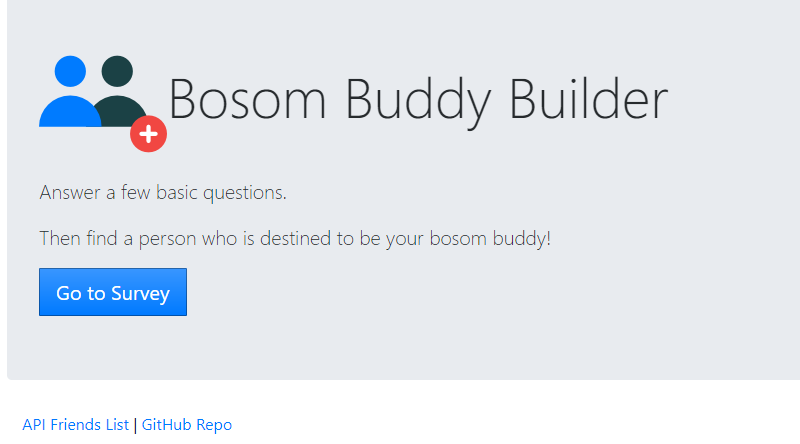 Bosom Buddy Builder
Answer a few basic questions.
Then find a person who is destined to be your bosom buddy!
Go to Survey
API Friends List | GitHub Repo